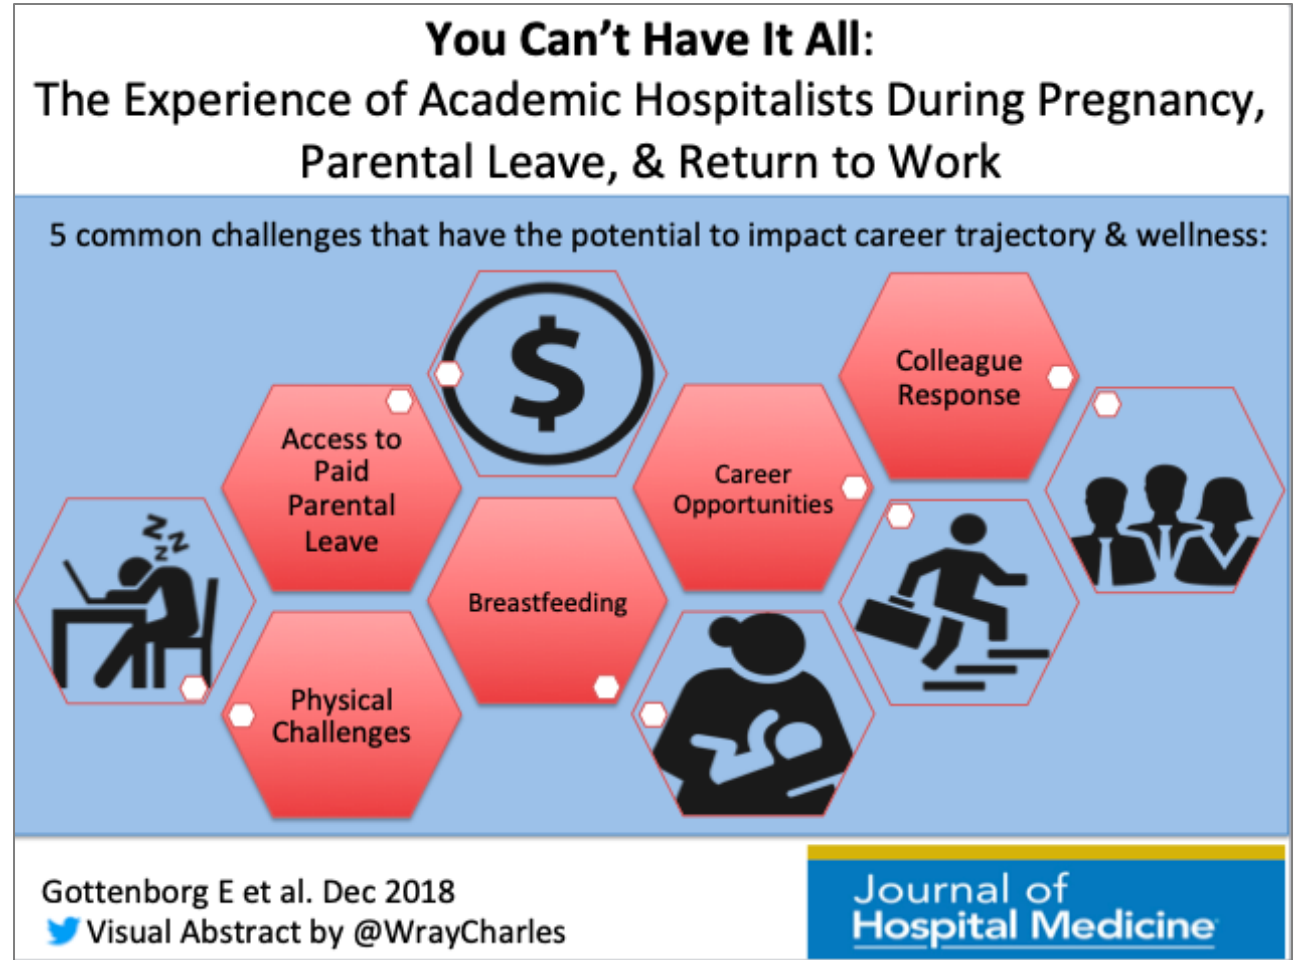 You Can't Have It All:
The Experience of Academic Hospitalists During Pregnancy,
Parental Leave, & Return to Work
5 common challenges that have the potential to impact career trajectory & wellness:
$
Colleague
Response
Access to
Paid
Parental
Leave
Career
Opportunities
z z z z
Breastfeeding
Physical
Challenges
Gottenborg E et al. Dec 2018
Visual Abstract by @WrayCharles
Journal of
Hospital Medicine